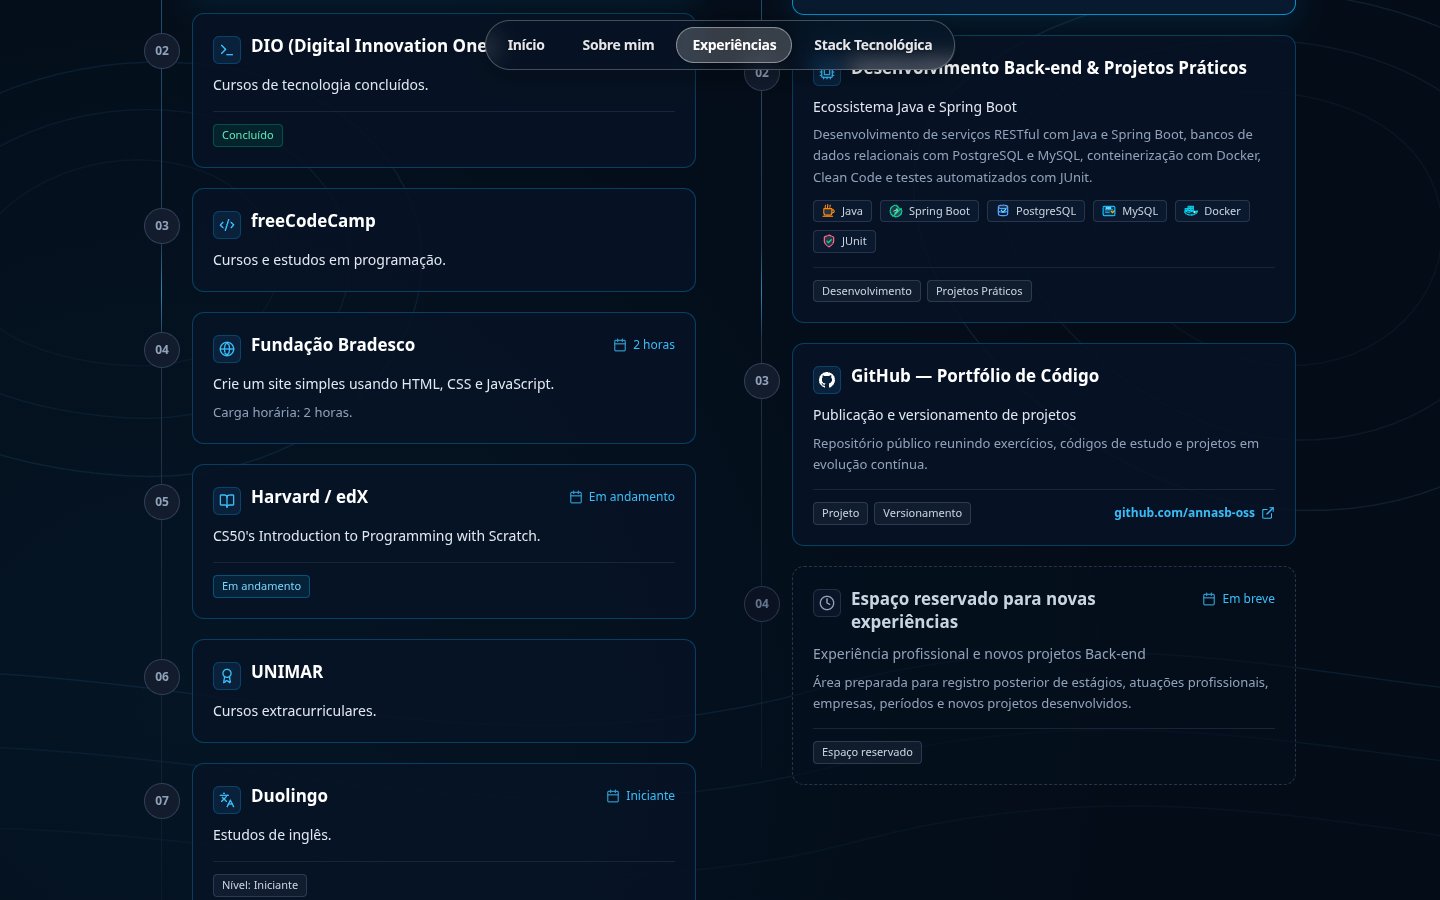 Início
Sobre mim
Experiências
Stack Tecnológica
02
DIO (Digital Innovation One
Cursos de tecnologia concluídos.
Concluído
03
freeCodeCamp
Cursos e estudos em programação.
04
Fundação Bradesco
2 horas
Crie um site simples usando HTML, CSS e JavaScript.
Carga horária: 2 horas.
05
Harvard / edX
Em andamento
CS50's Introduction to Programming with Scratch.
Em andamento
06
UNIMAR
Cursos extracurriculares.
07
Duolingo
Iniciante
Estudos de inglês.
Nível: Iniciante
02
Desenvolvimento Back-end & Projetos Práticos
Ecossistema Java e Spring Boot
Desenvolvimento de serviços RESTful com Java e Spring Boot, bancos de
dados relacionais com PostgreSQL e MySQL, conteinerização com Docker,
Clean Code e testes automatizados com JUnit.
Java
Spring Boot
PostgreSQL
MySQL
Docker
JUnit
Desenvolvimento
Projetos Práticos
03
GitHub — Portfólio de Código
Publicação e versionamento de projetos
Repositório público reunindo exercícios, códigos de estudo e projetos em
evolução contínua.
Projeto
Versionamento
github.com/annasb-oss
04
Espaço reservado para novas
experiências
Em breve
Experiência profissional e novos projetos Back-end
Área preparada para registro posterior de estágios, atuações profissionais,
empresas, períodos e novos projetos desenvolvidos.
Espaço reservado